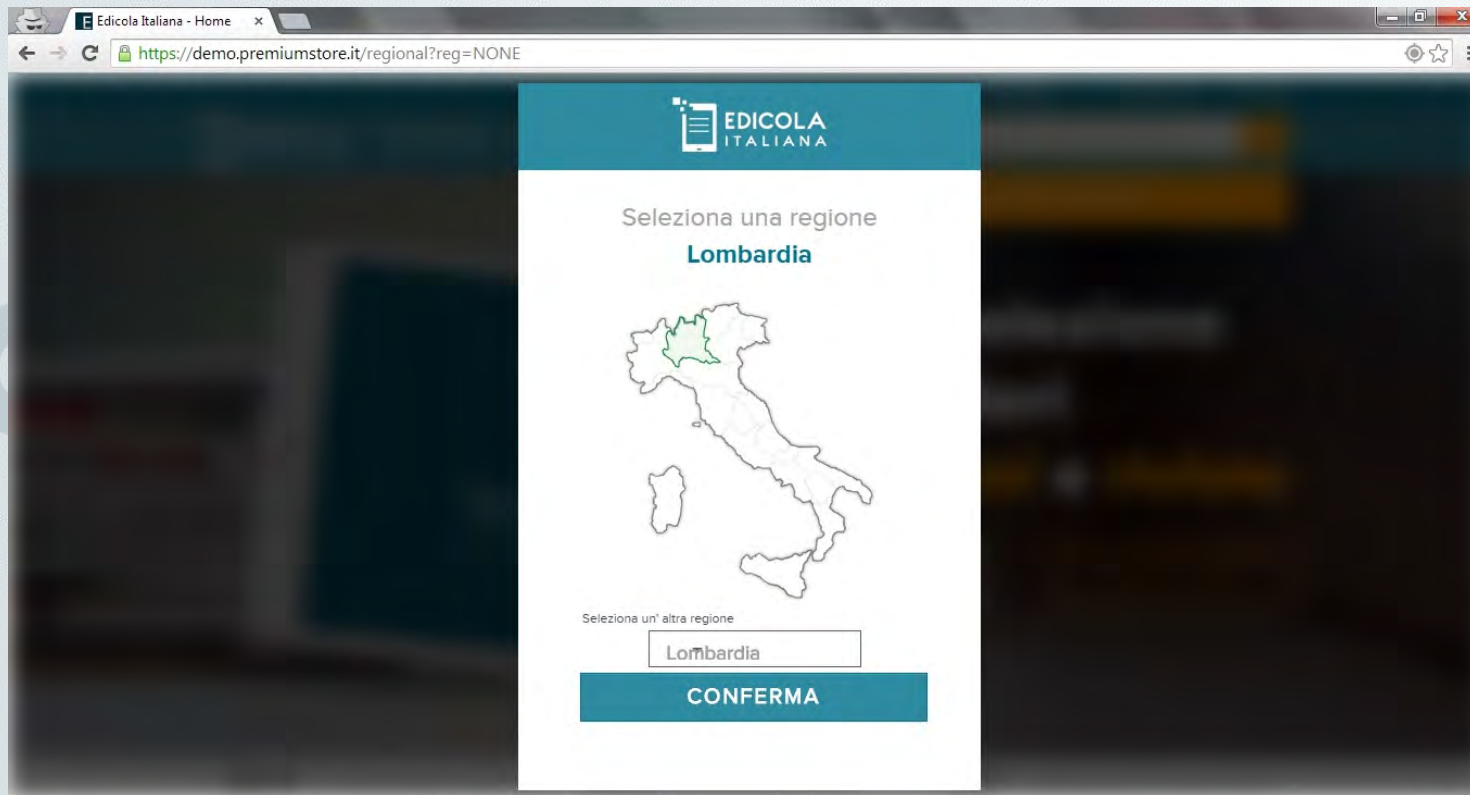 Edicola Italiana - Home
https://demo.premiumstore.it/regional?reg=NONE
EDICOLA
ITALIANA
Seleziona una regione
Lombardia
Seleziona un' altra regione
Lombardia
CONFERMA